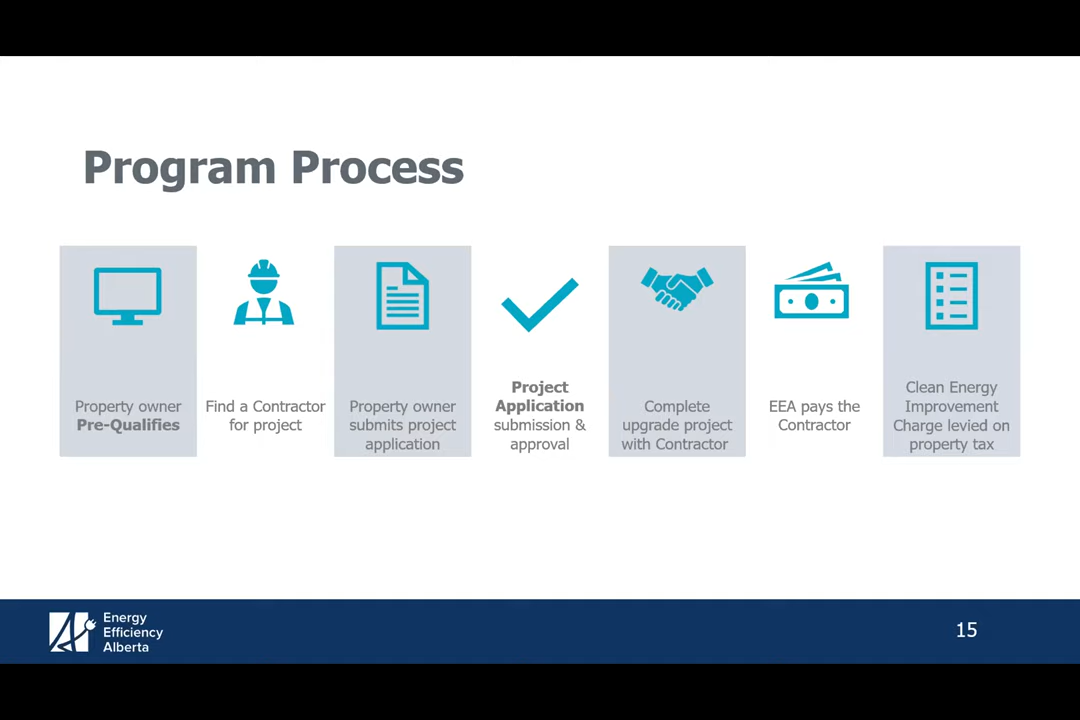 Program Process
Property owner
Pre-Qualifies
Find a Contractor
for project
Property owner
submits project
application
Project
Application
submission &
approval
Complete
upgrade project
with Contractor
EEA pays the
Contractor
Clean Energy
Improvement
Charge levied on
property tax
Energy
Efficiency
Alberta
15